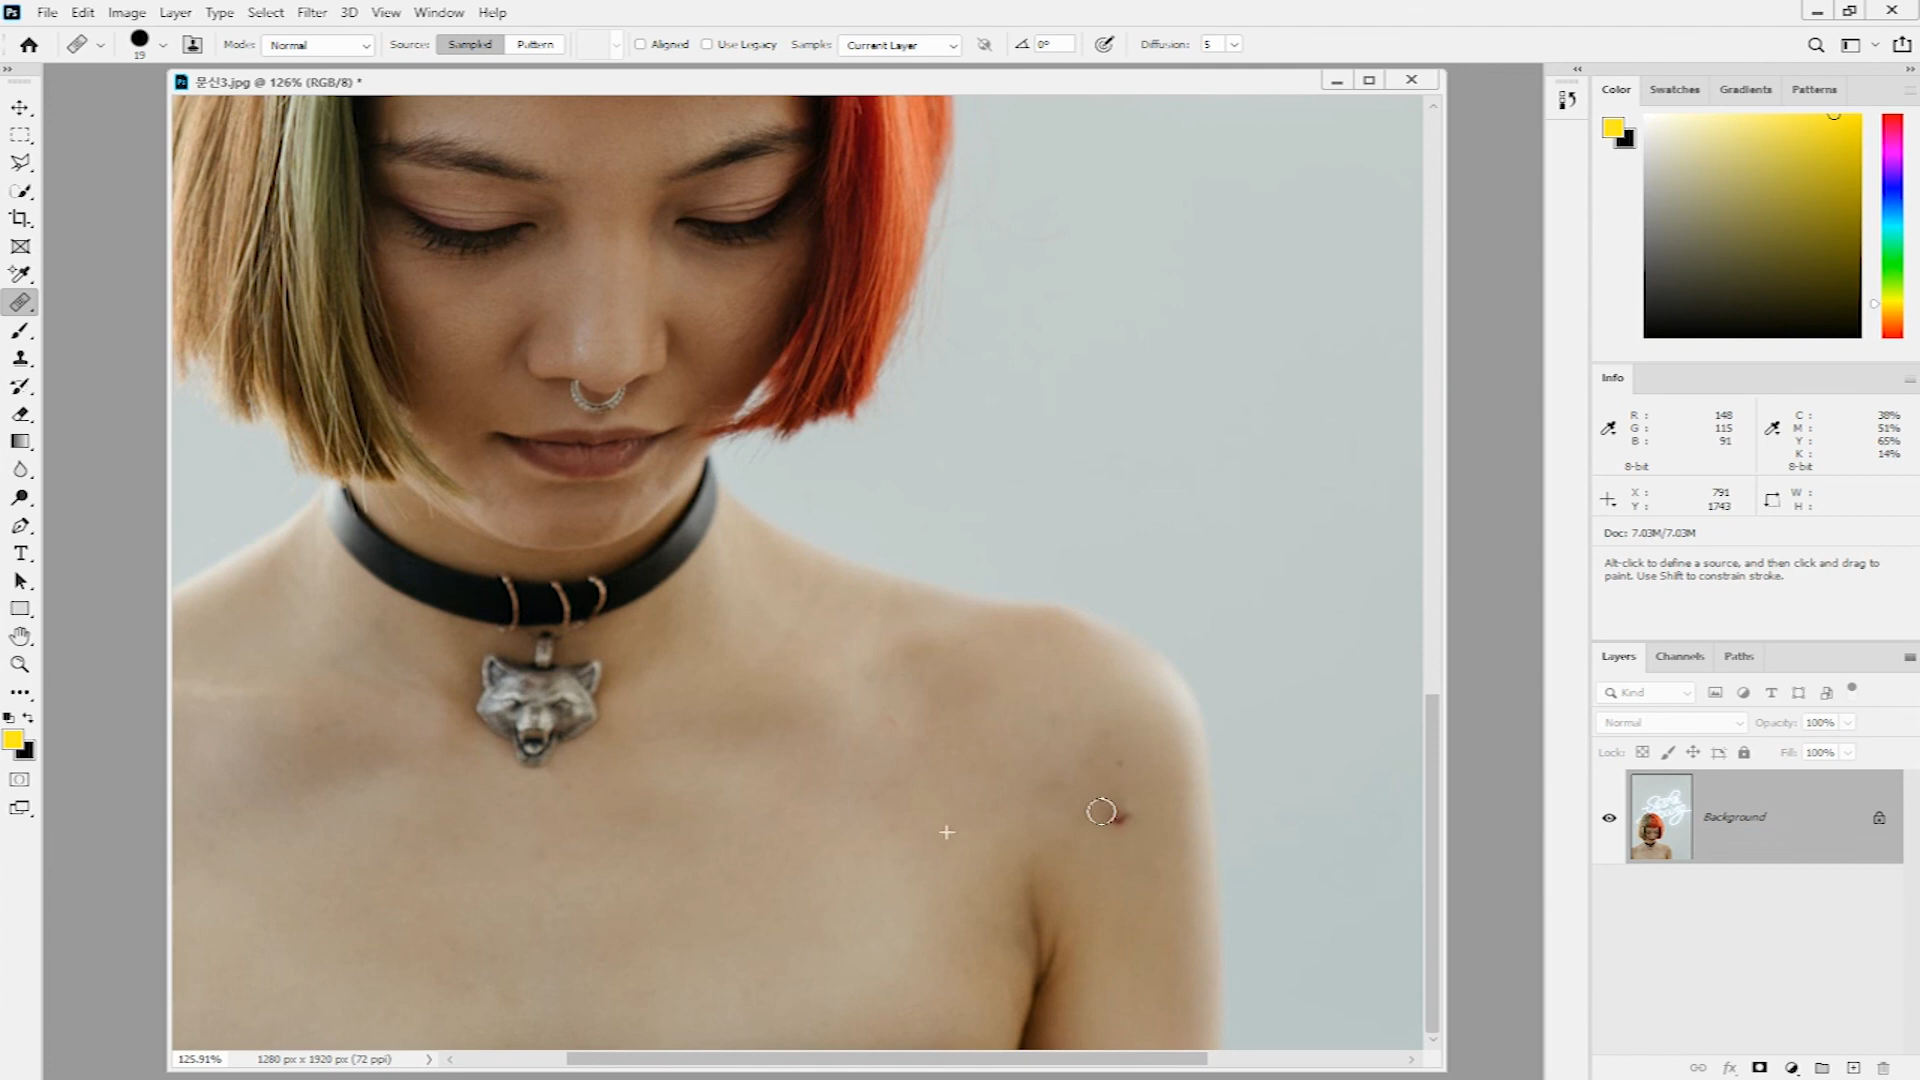 Ps File Edit Image Layer Type Select Filter 3D View Window Help
19 Mode: Normal Source: Sampled Pattern Aligned Use Legacy Sample: Current Layer 0° Diffusion: 5
Ps 문신3.jpg @ 126% (RGB/8) *
Color Swatches Gradients Patterns
Info
R : 148 C : 38%
G : 115 M : 51%
B : 91 Y : 65%
K : 14%
8-bit 8-bit
X : 791 W :
Y : 1743 H :
Doc: 7.03M/7.03M
Alt-click to define a source, and then click and drag to
paint. Use Shift to constrain stroke.
Layers Channels Paths
Kind
Normal Opacity: 100%
Lock: Fill: 100%
Background
125.91% 1280 px x 1920 px (72 ppi)